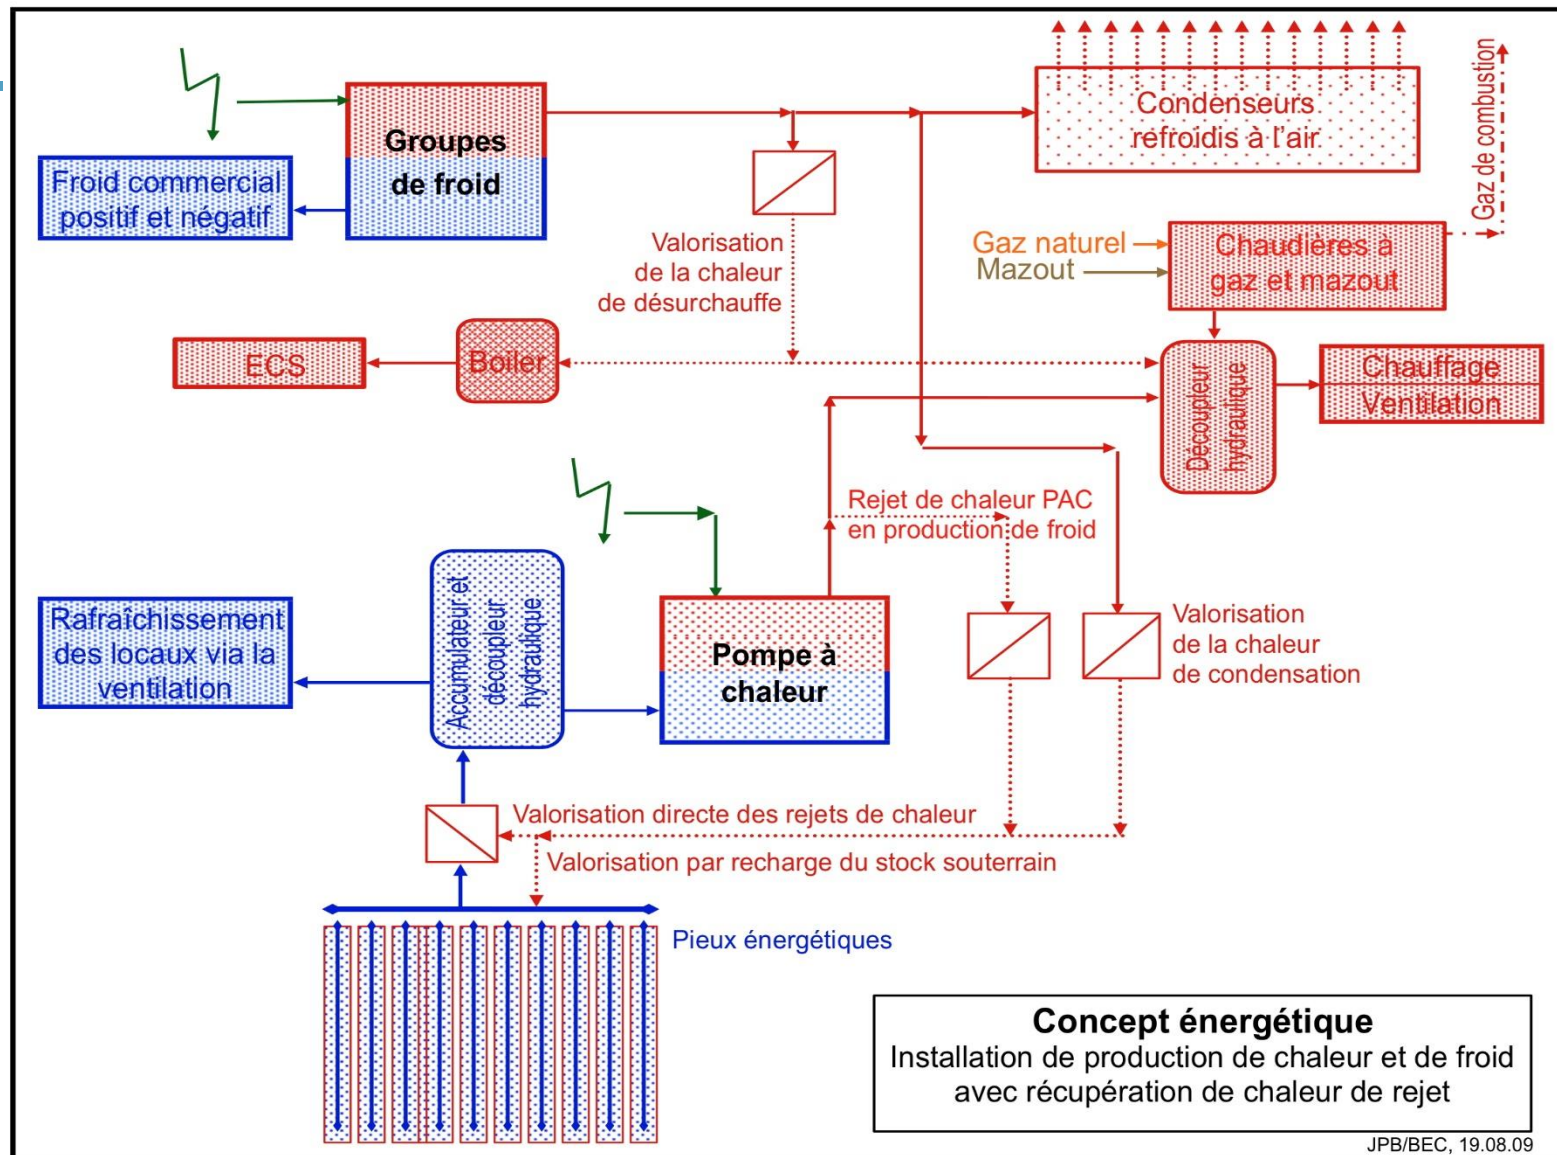 Groupes
de froid
Condenseurs
refroidis à l'air
Gaz de combustion
Froid commercial
positif et négatif
Valorisation
de la chaleur
de désurchauffe
Gaz naturel
Mazout
Chaudières à
gaz et mazout
ECS
Boiler
Découpleur
hydraulique
Chauffage
Ventilation
Rejet de chaleur PAC
en production de froid
Rafraîchissement
des locaux via la
ventilation
Accumulateur et
découpleur
hydraulique
Pompe à
chaleur
Valorisation
de la chaleur
de condensation
Valorisation directe des rejets de chaleur
Valorisation par recharge du stock souterrain
Pieux énergétiques
Concept énergétique
Installation de production de chaleur et de froid
avec récupération de chaleur de rejet
JPB/BEC, 19.08.09